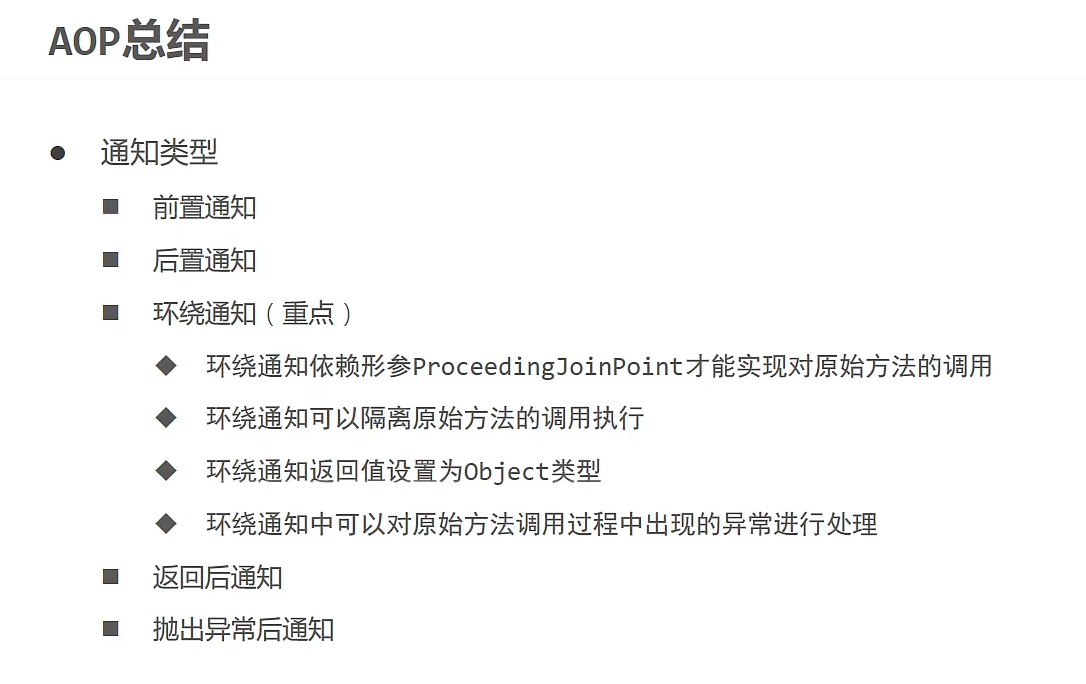 AOP总结
通知类型
前置通知
后置通知
环绕通知（重点）
环绕通知依赖形参ProceedingJoinPoint才能实现对原始方法的调用
环绕通知可以隔离原始方法的调用执行
环绕通知返回值设置为Object类型
环绕通知中可以对原始方法调用过程中出现的异常进行处理
返回后通知
抛出异常后通知